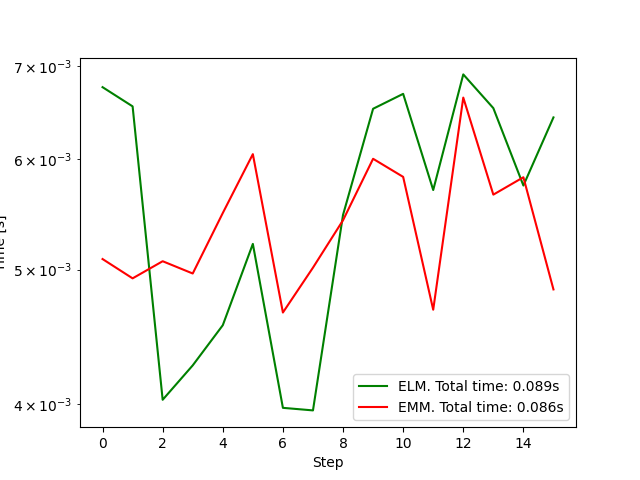 7 × 10⁻³
6 × 10⁻³
5 × 10⁻³
4 × 10⁻³
Time [s]
0 2 4 6 8 10 12 14
Step
ELM. Total time: 0.089s
EMM. Total time: 0.086s